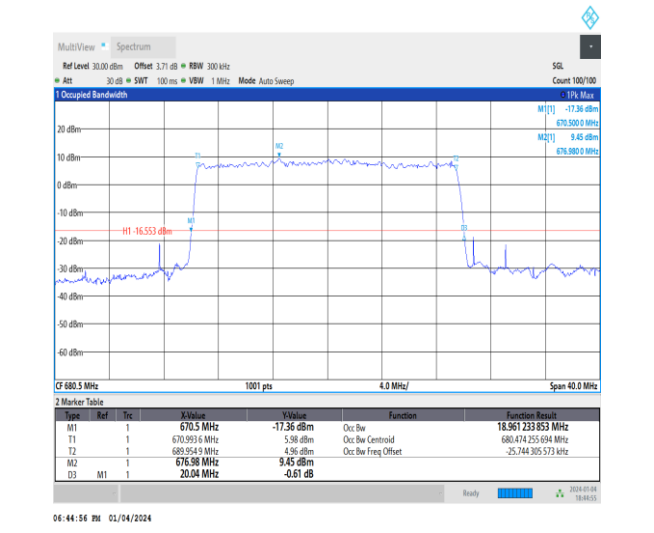 MultiView Spectrum
Ref Level 30.00 dBm Offset 3.71 dB RBW 300 kHz SGL
Att 30 dB SWT 100 ms VBW 1 MHz Mode Auto Sweep Count 100/100
1 Occupied Bandwidth 1Pk Max
M1[1] -17.36 dBm
670.500 0 MHz
M2[1] 9.45 dBm
676.980 0 MHz
20 dBm
M2
10 dBm
T1
T2
0 dBm
-10 dBm
M1
H1 -16.553 dBm
D3
-20 dBm
-30 dBm
-40 dBm
-50 dBm
-60 dBm
CF 680.5 MHz 1001 pts 4.0 MHz/ Span 40.0 MHz
2 Marker Table
Type Ref Trc X-Value Y-Value Function Function Result
M1 1 670.5 MHz -17.36 dBm Occ Bw 18.961 233 853 MHz
T1 1 670.993 6 MHz 5.98 dBm Occ Bw Centroid 680.474 255 694 MHz
T2 1 689.954 9 MHz 4.96 dBm Occ Bw Freq Offset -25.744 305 573 kHz
M2 1 676.98 MHz 9.45 dBm
D3 M1 1 20.04 MHz -0.61 dB
Ready 2024-01-04
18:44:55
06:44:56 PM 01/04/2024